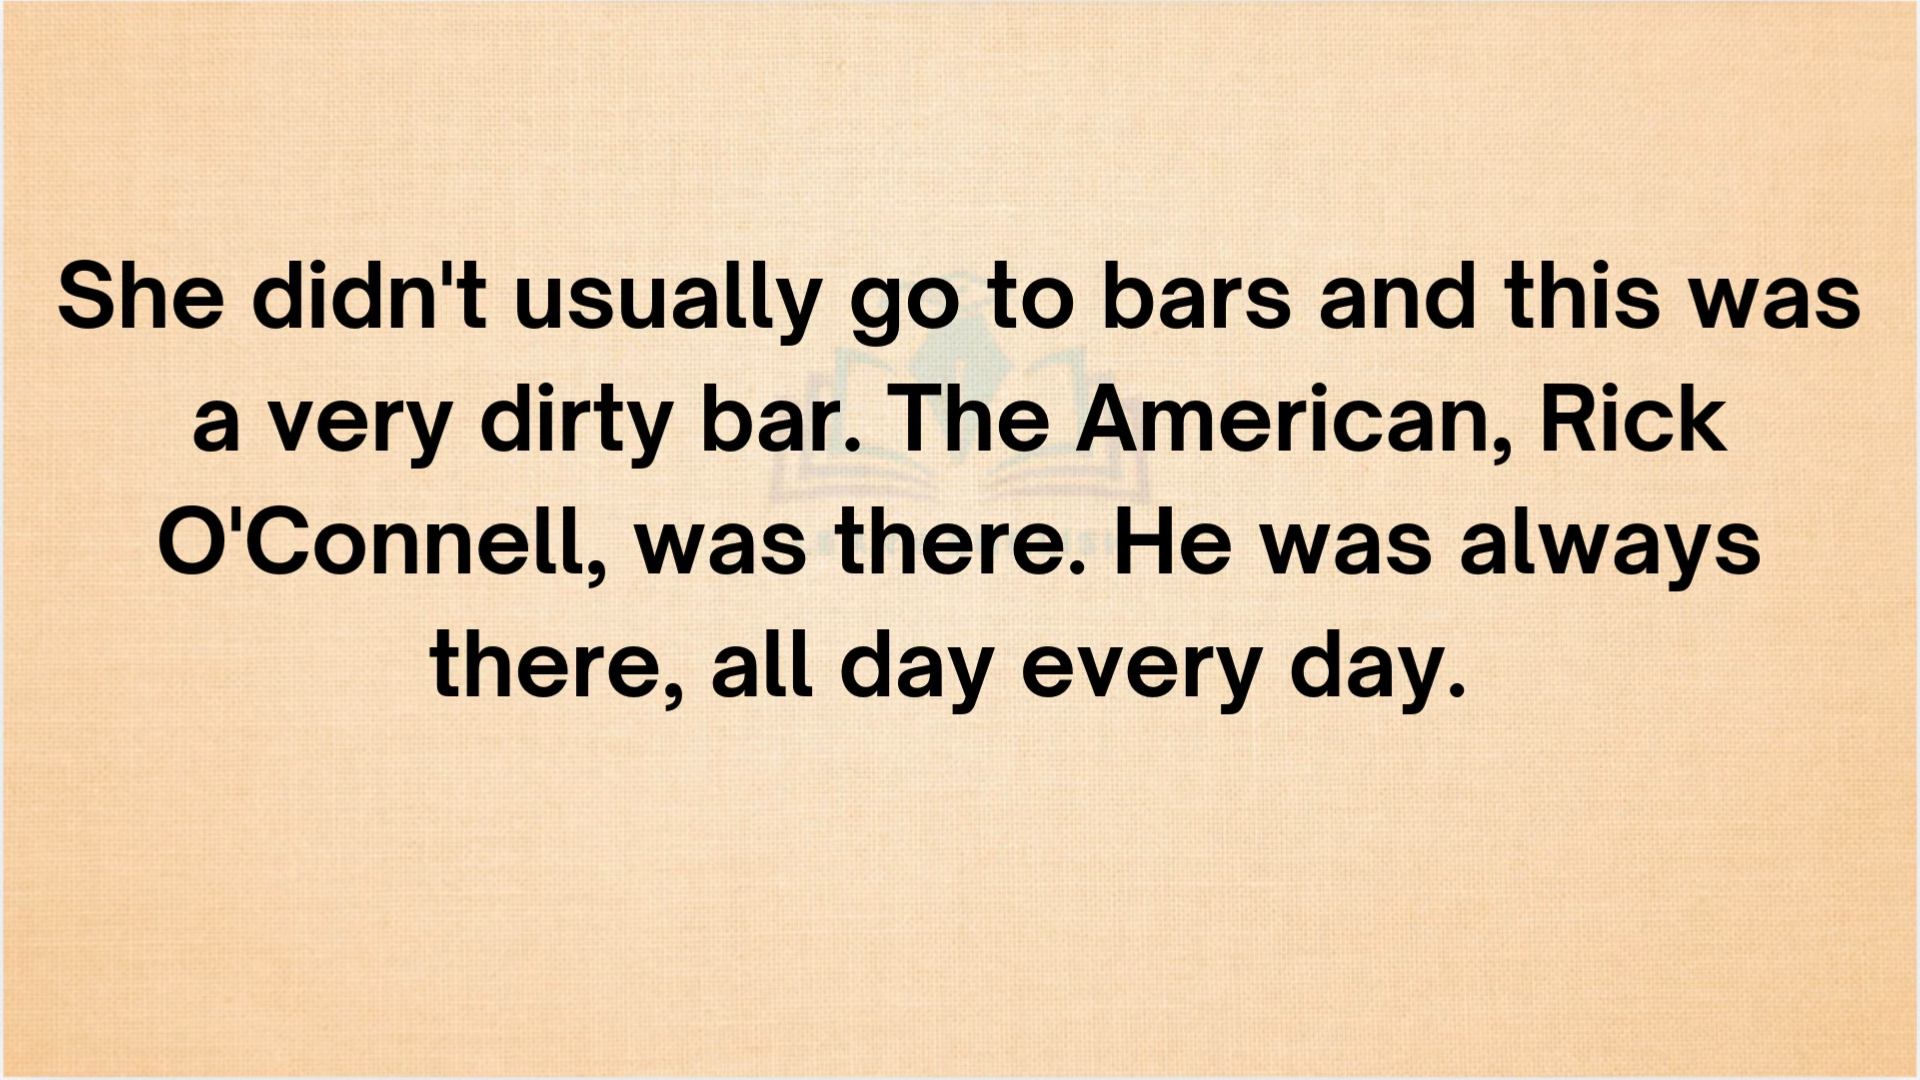 She didn't usually go to bars and this was
a very dirty bar. The American, Rick
O'Connell, was there. He was always
there, all day every day.